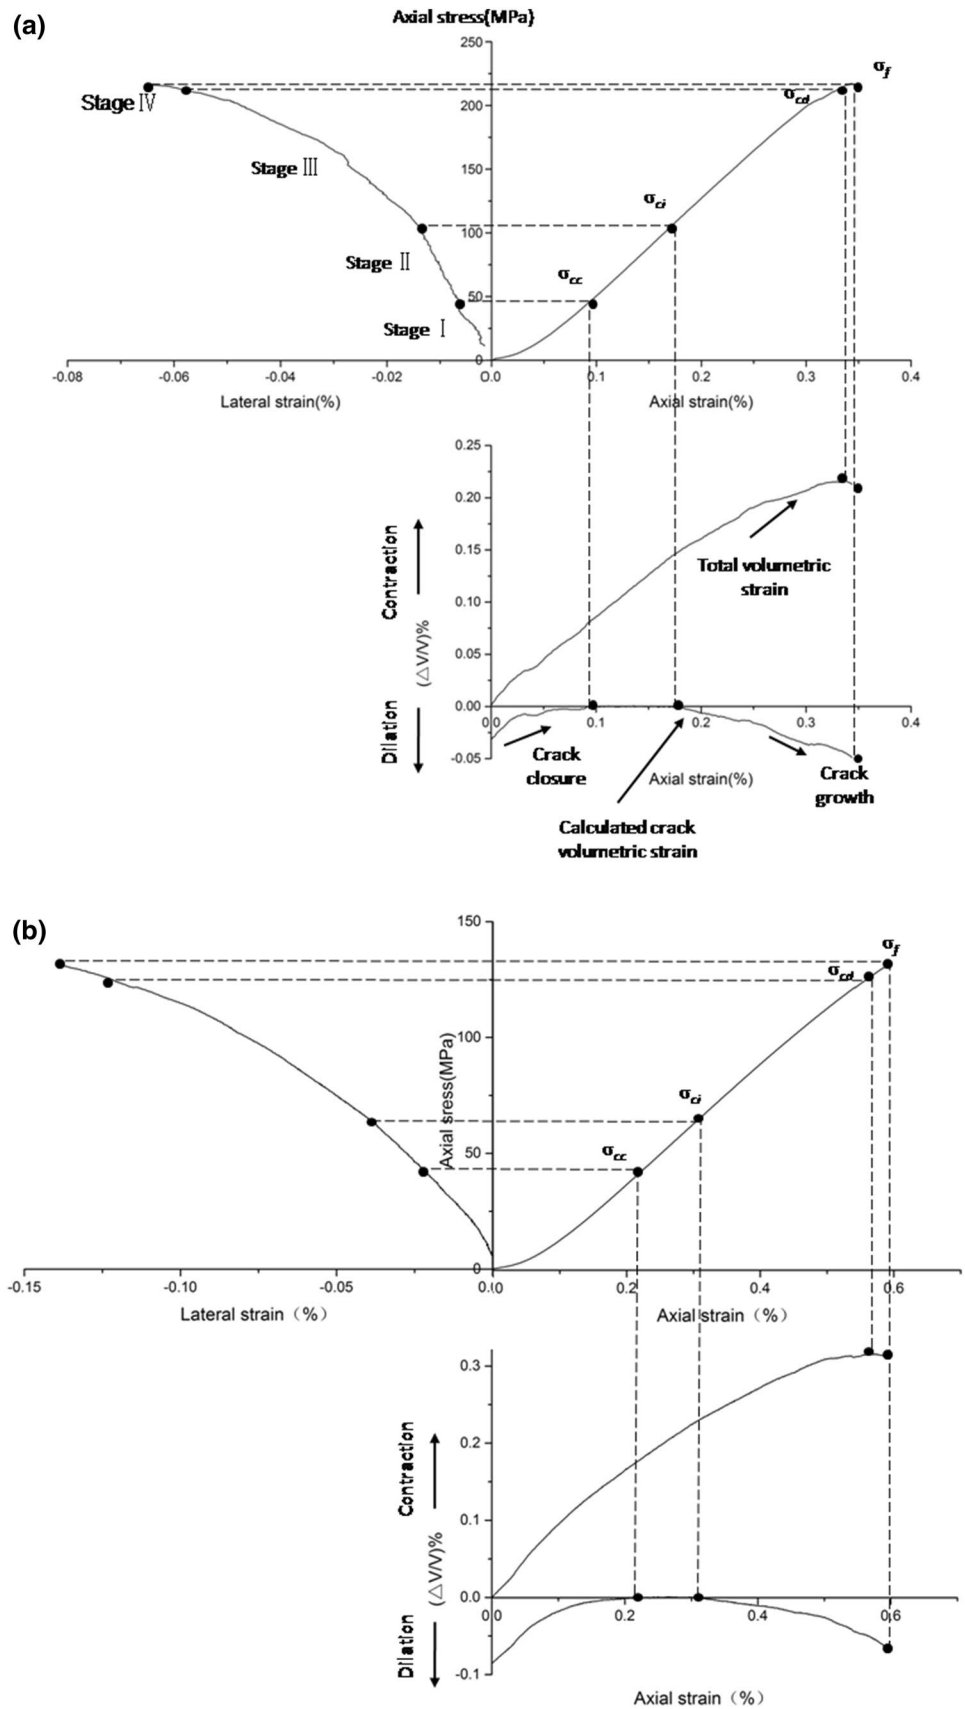 (a)
Axial stress(MPa)
250
200
150
100
50
0
σf
σcd
σci
σcc
Stage Ⅳ
Stage Ⅲ
Stage Ⅱ
Stage Ⅰ
-0.08 -0.06 -0.04 -0.02 0.0 0.1 0.2 0.3 0.4
Lateral strain(%) Axial strain(%)
0.25
0.20
0.15
0.10
0.05
0.00
-0.05
Contraction
(△V/V)%
Dilation
Total volumetric
strain
0 0.1 0.2 0.3 0.4
Crack
closure
Axial strain(%)
Crack
growth
Calculated crack
volumetric strain
(b)
150
100
50
0
Axial sress(MPa)
σf
σcd
σci
σcc
-0.15 -0.10 -0.05 0.0 0.2 0.4 0.6
Lateral strain（%） Axial strain（%）
0.3
0.2
0.1
0.0
-0.1
Contraction
(△V/V)%
Dilation
0.0 0.2 0.4 0.6
Axial strain（%）